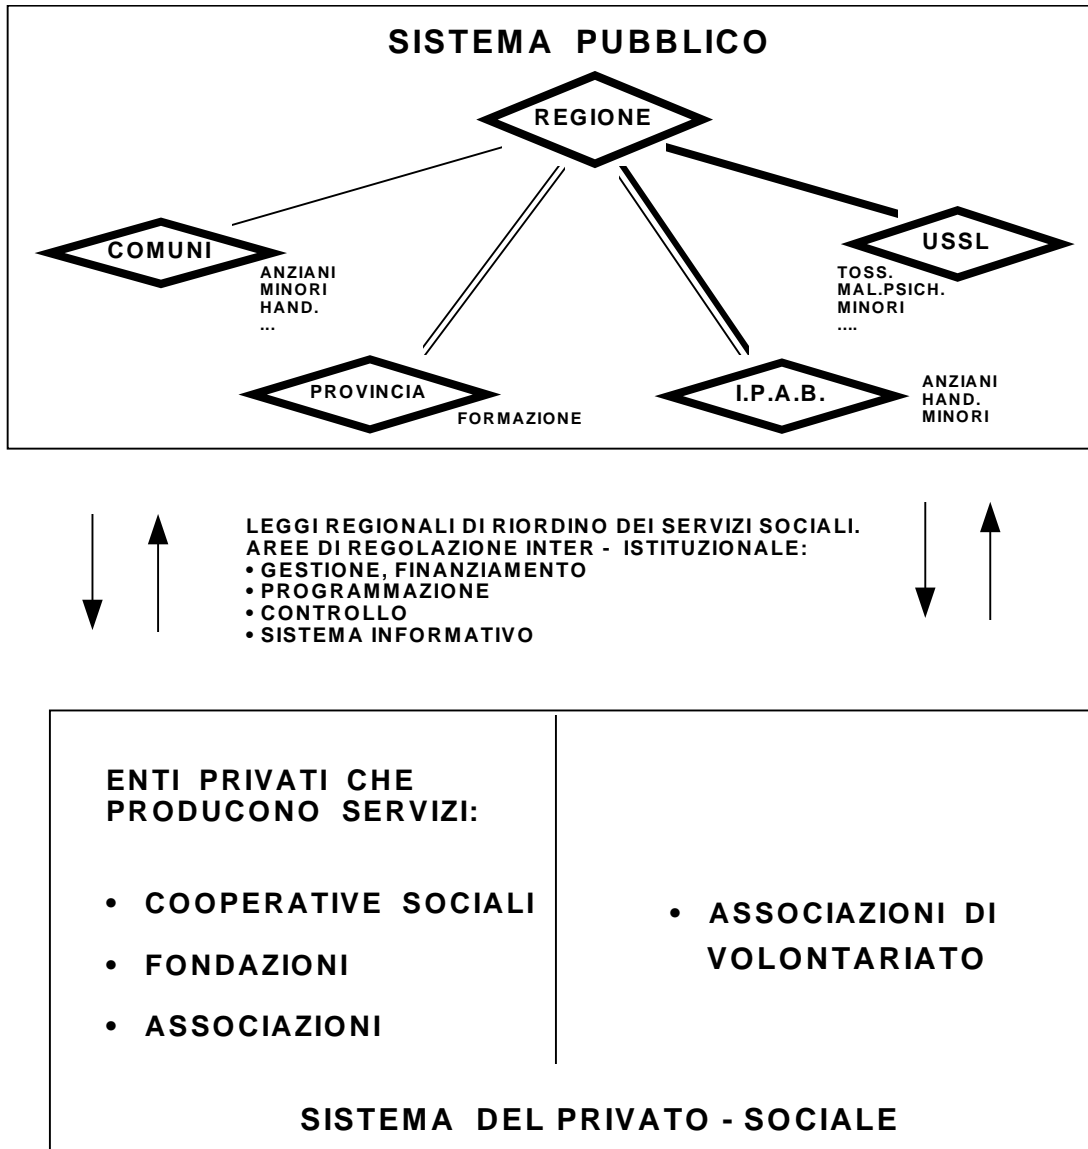 SISTEMA PUBBLICO
REGIONE
COMUNI
ANZIANI
MINORI
HAND.
...
USSL
TOSS.
MAL.PSICH.
MINORI
....
PROVINCIA
FORMAZIONE
I.P.A.B.
ANZIANI
HAND.
MINORI
LEGGI REGIONALI DI RIORDINO DEI SERVIZI SOCIALI.
AREE DI REGOLAZIONE INTER - ISTITUZIONALE:
• GESTIONE, FINANZIAMENTO
• PROGRAMMAZIONE
• CONTROLLO
• SISTEMA INFORMATIVO
ENTI PRIVATI CHE
PRODUCONO SERVIZI:
• COOPERATIVE SOCIALI
• FONDAZIONI
• ASSOCIAZIONI
• ASSOCIAZIONI DI
VOLONTARIATO
SISTEMA DEL PRIVATO - SOCIALE